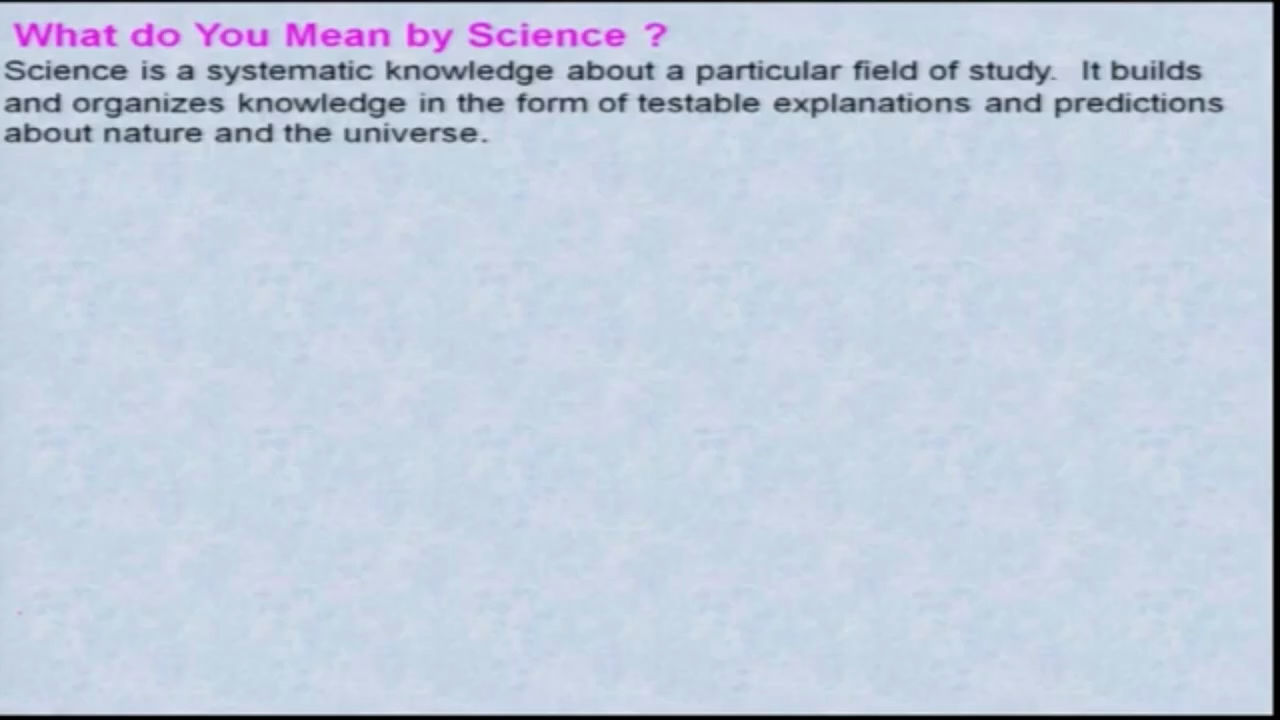 What do You Mean by Science ?
Science is a systematic knowledge about a particular field of study. It builds
and organizes knowledge in the form of testable explanations and predictions
about nature and the universe.